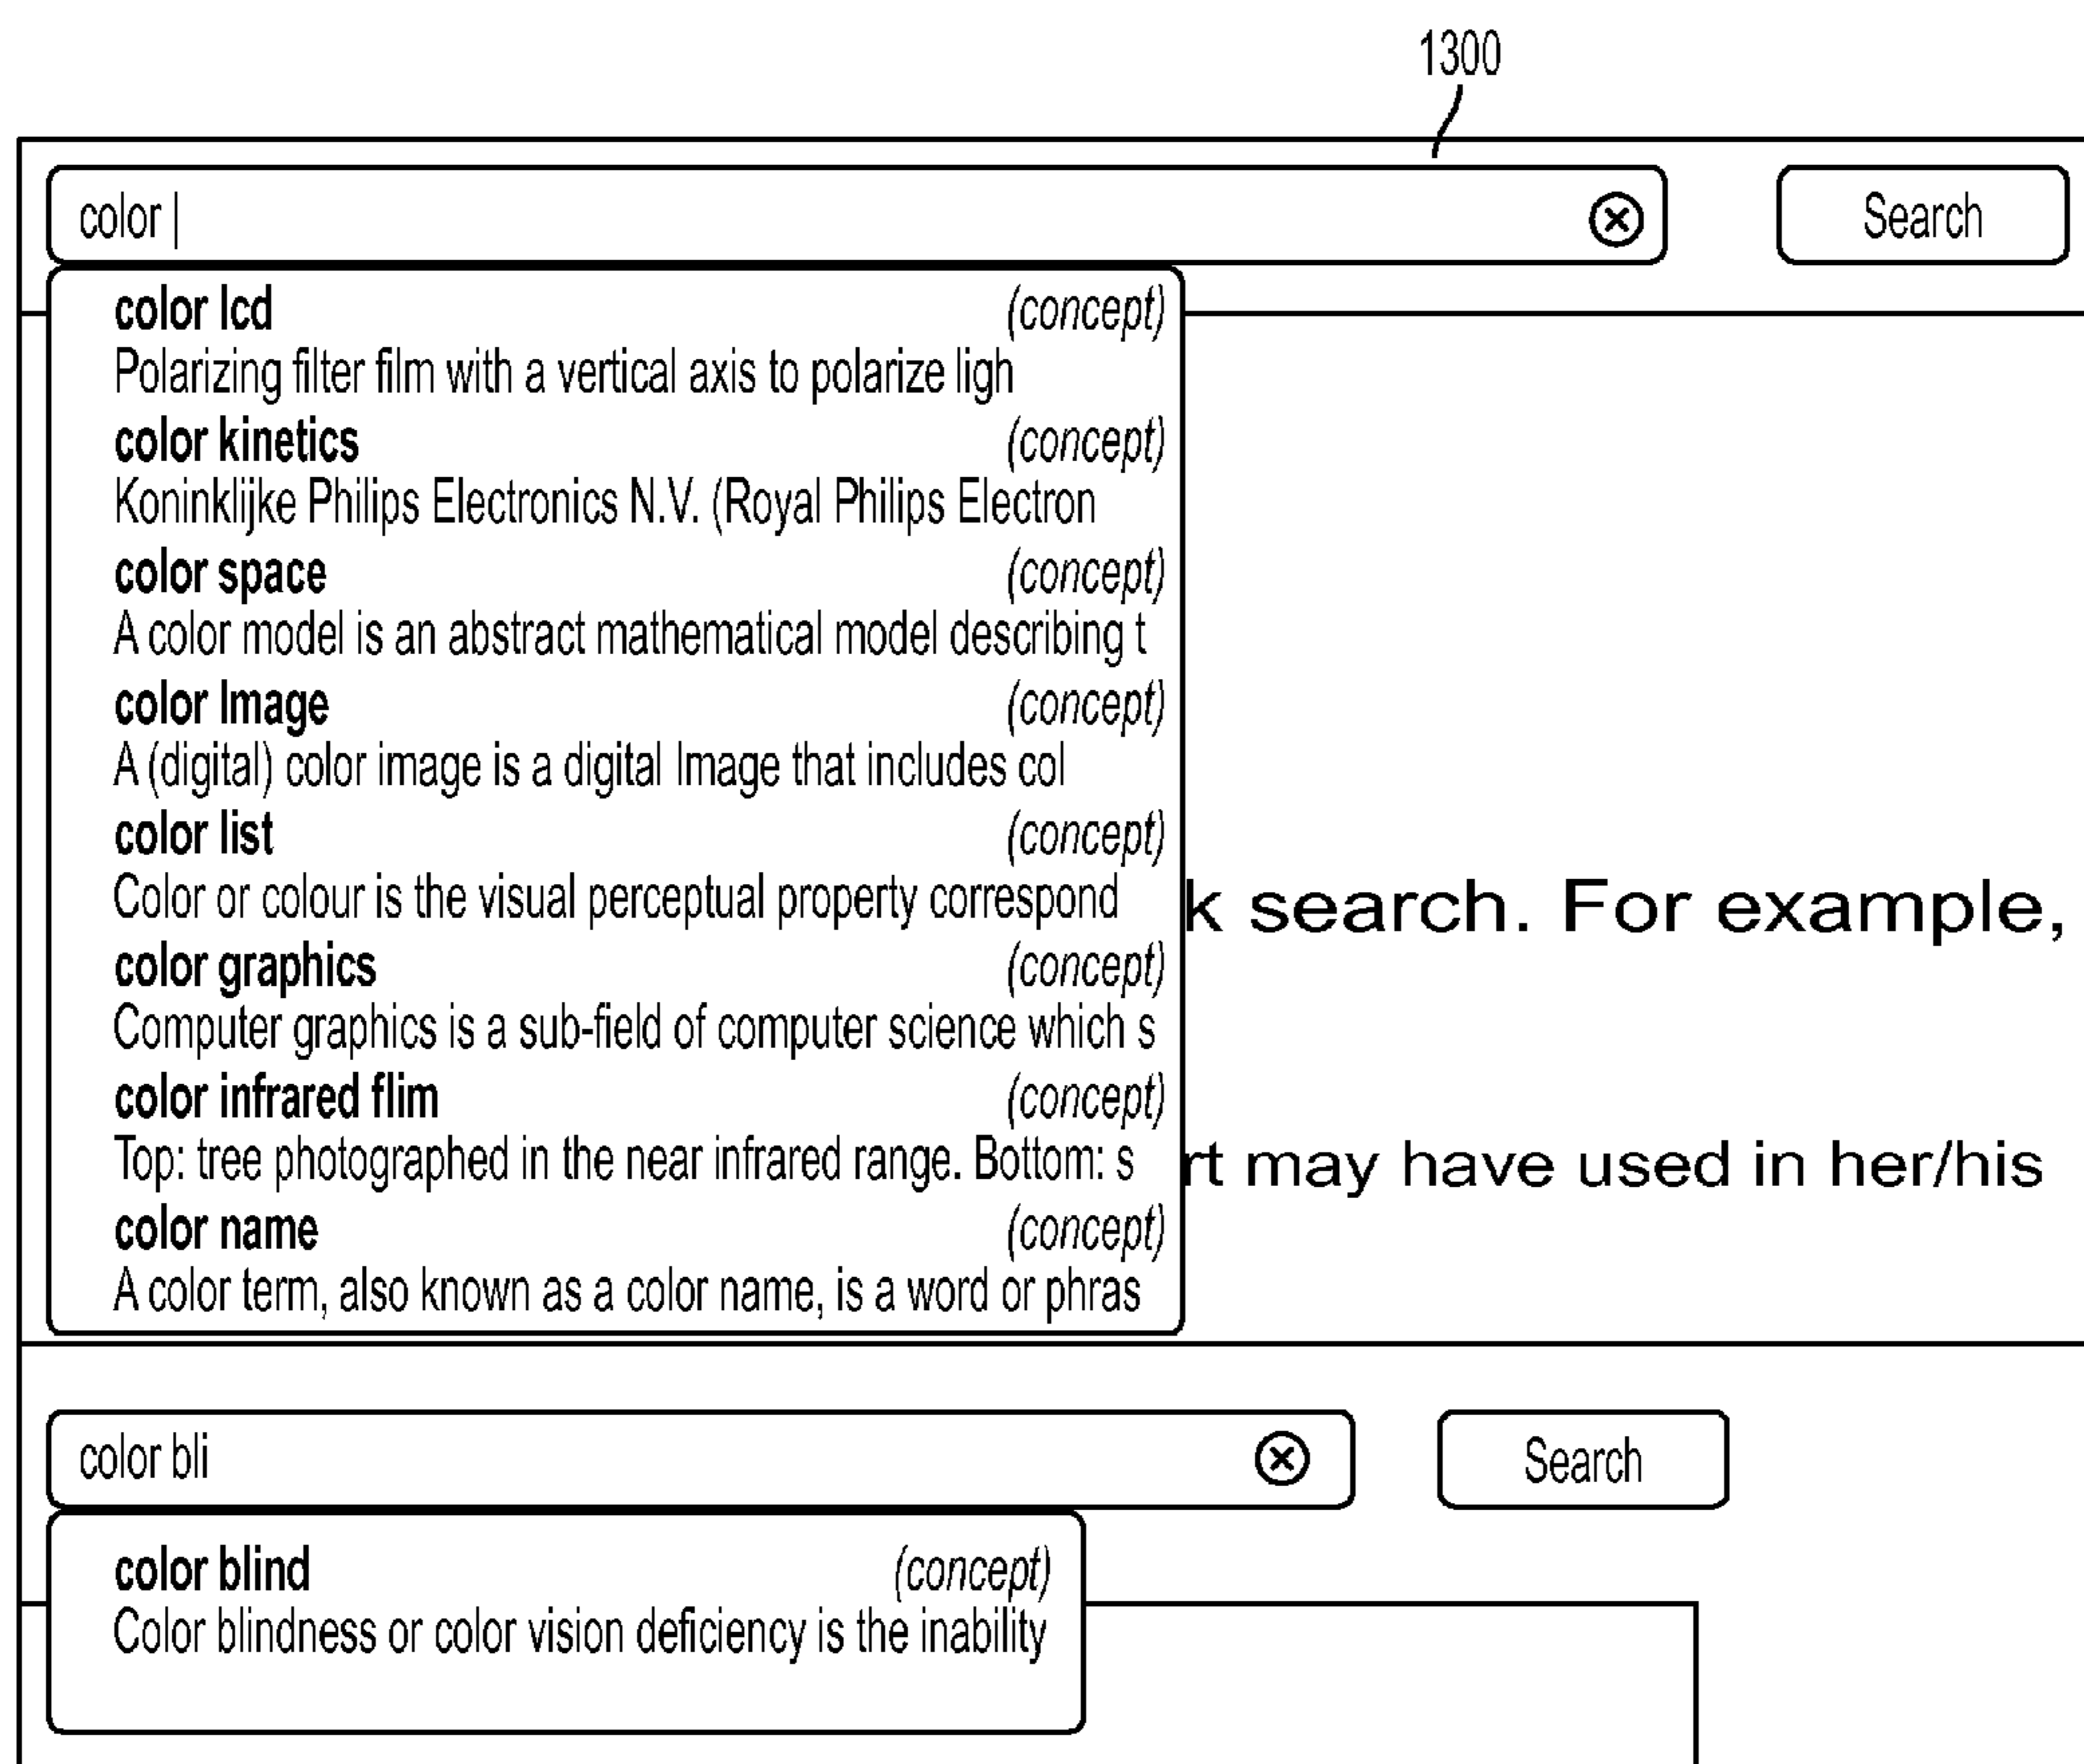 1300
color | Search
color lcd (concept)
Polarizing filter film with a vertical axis to polarize ligh
color kinetics (concept)
Koninklijke Philips Electronics N.V. (Royal Philips Electron
color space (concept)
A color model is an abstract mathematical model describing t
color Image (concept)
A (digital) color image is a digital Image that includes col
color list (concept)
Color or colour is the visual perceptual property correspond
k search. For example,
color graphics (concept)
Computer graphics is a sub-field of computer science which s
color infrared flim (concept)
Top: tree photographed in the near infrared range. Bottom: s
rt may have used in her/his
color name (concept)
A color term, also known as a color name, is a word or phras
color bli Search
color blind (concept)
Color blindness or color vision deficiency is the inability